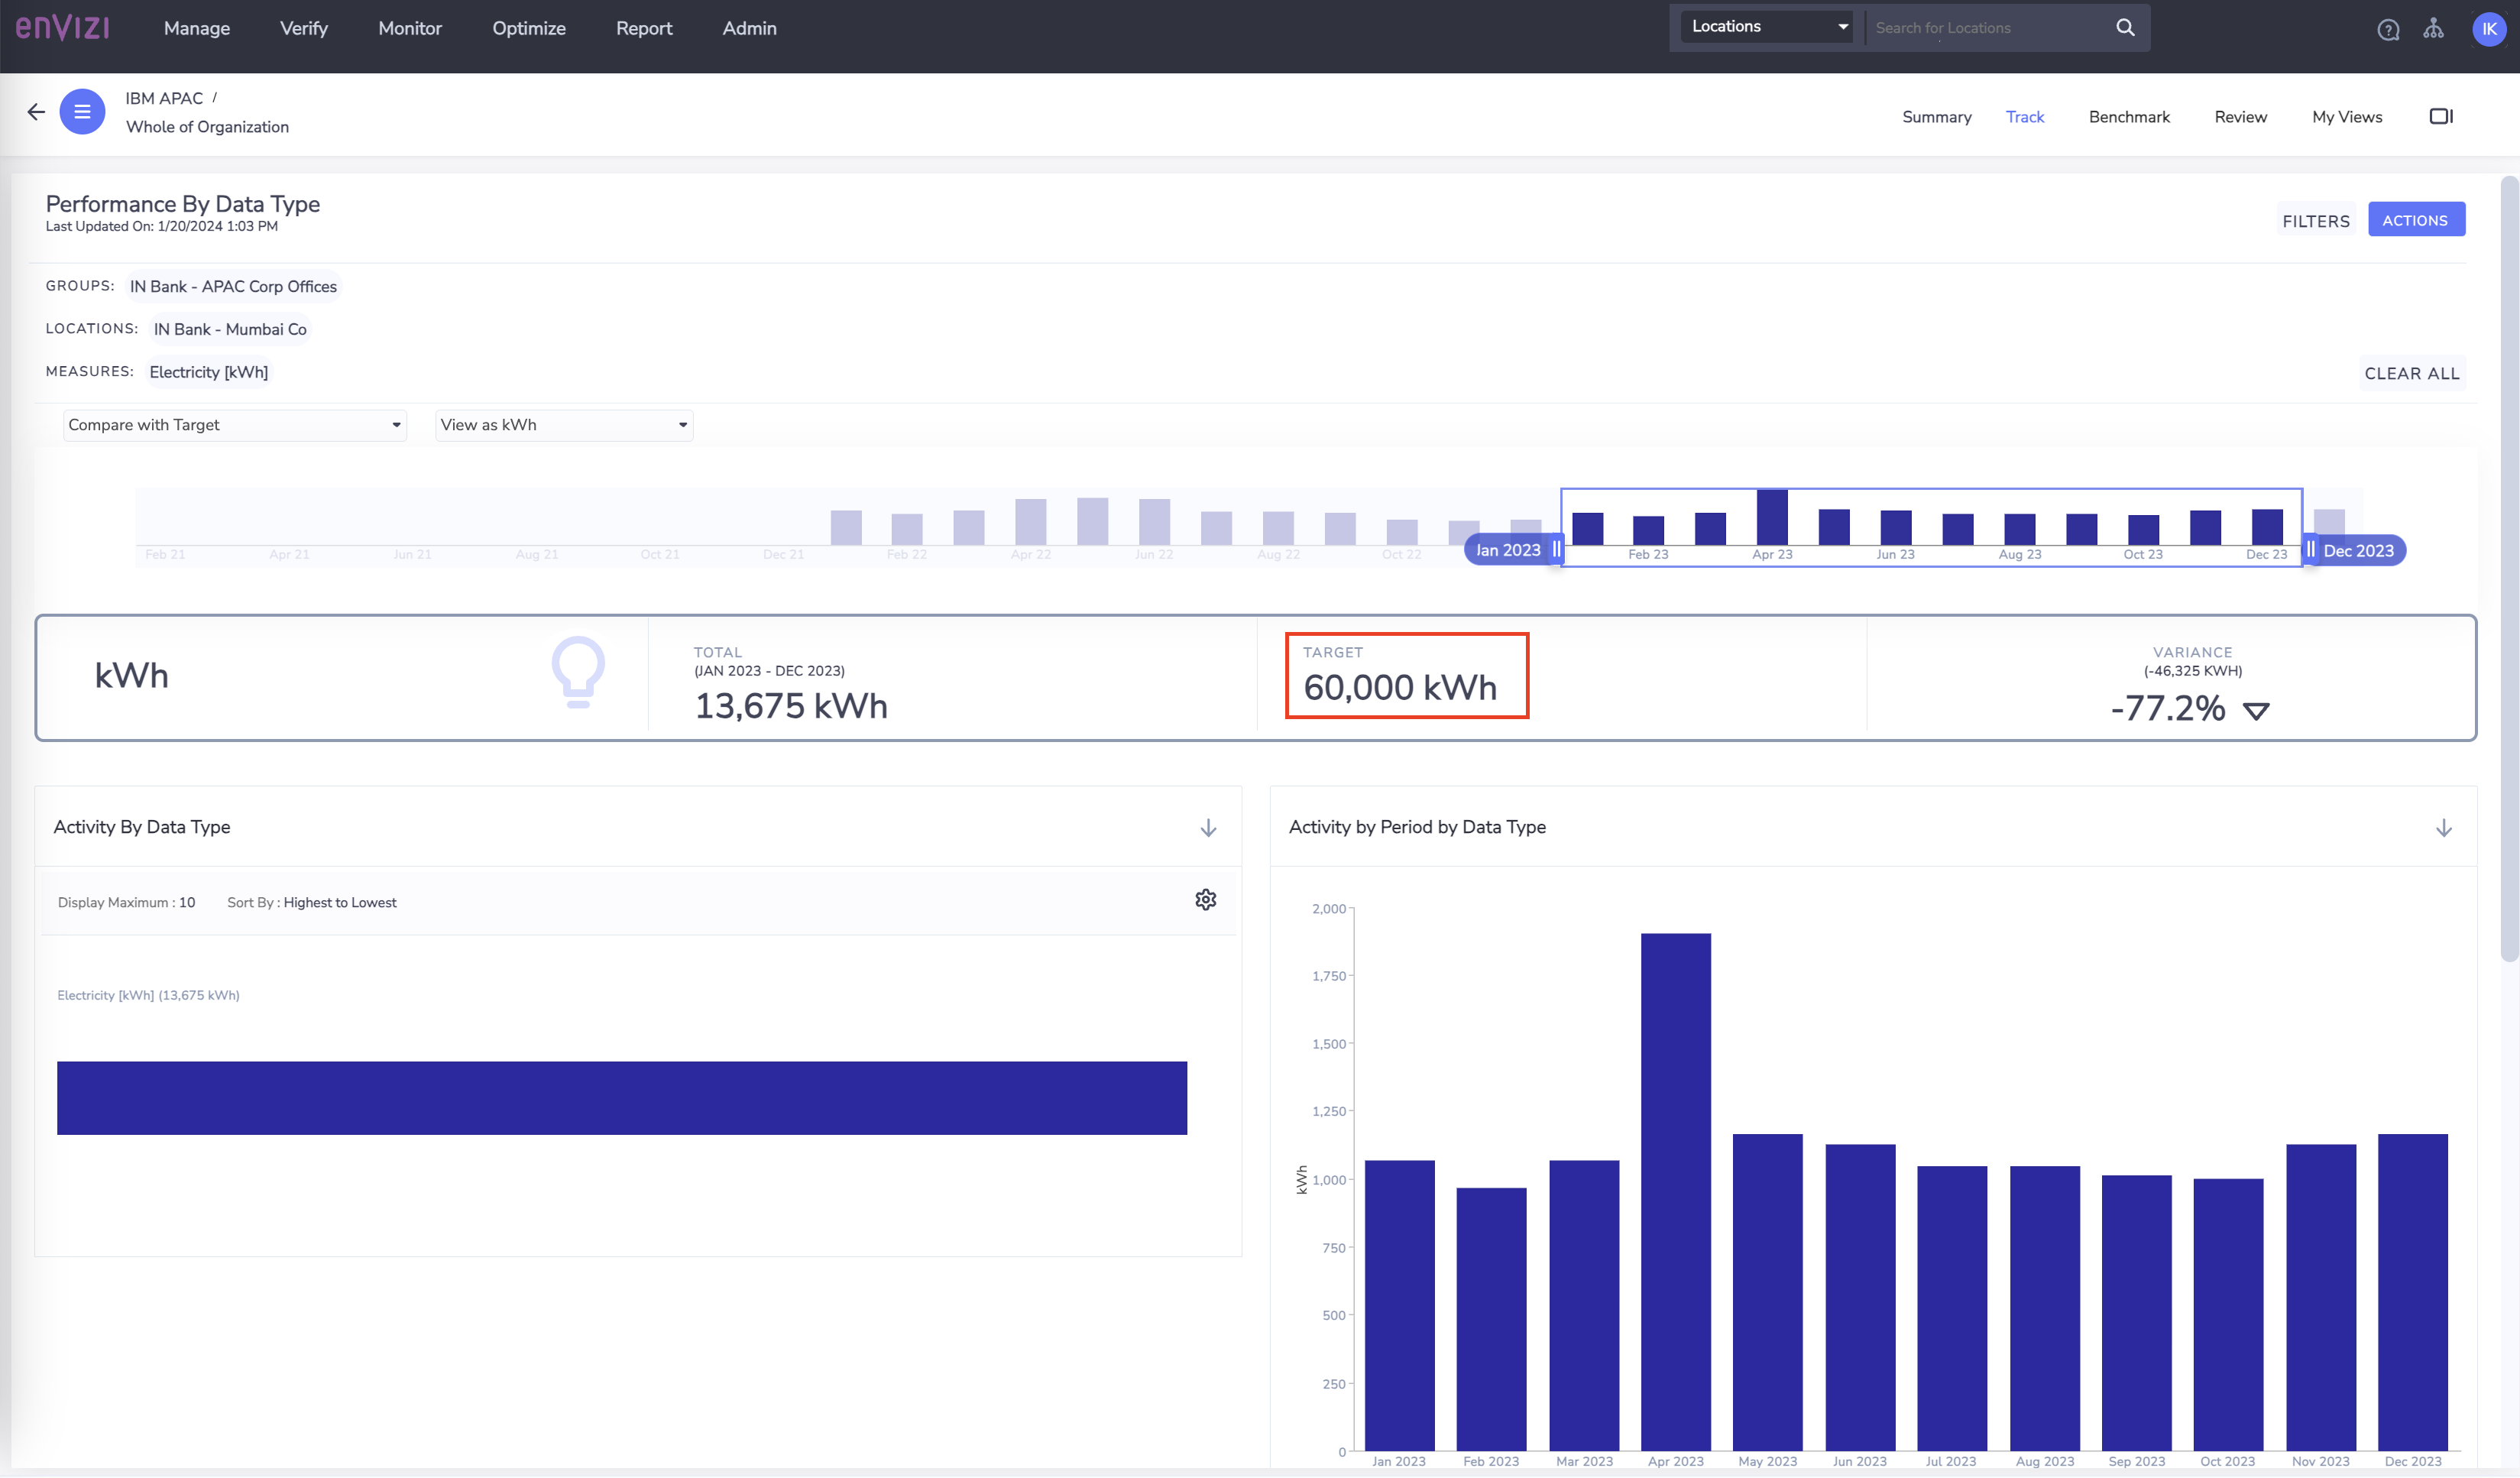 enVIZI
Manage Verify Monitor Optimize Report Admin
Locations
Search for Locations
IK
IBM APAC /
Whole of Organization
Summary Track Benchmark Review My Views
Performance By Data Type
Last Updated On: 1/20/2024 1:03 PM
FILTERS
ACTIONS
GROUPS: IN Bank - APAC Corp Offices
LOCATIONS: IN Bank - Mumbai Co
MEASURES: Electricity [kWh]
CLEAR ALL
Compare with Target
View as kWh
Feb 21 Apr 21 Jun 21 Aug 21 Oct 21 Dec 21 Feb 22 Apr 22 Jun 22 Aug 22 Oct 22 Jan 2023 Feb 23 Apr 23 Jun 23 Aug 23 Oct 23 Dec 23 Dec 2023
kWh
TOTAL
(JAN 2023 - DEC 2023)
13,675 kWh
TARGET
60,000 kWh
VARIANCE
(-46,325 KWH)
-77.2%
Activity By Data Type
Display Maximum : 10 Sort By : Highest to Lowest
Electricity [kWh] (13,675 kWh)
Activity by Period by Data Type
2,000
1,750
1,500
1,250
1,000
750
500
250
0
kWh
Jan 2023 Feb 2023 Mar 2023 Apr 2023 May 2023 Jun 2023 Jul 2023 Aug 2023 Sep 2023 Oct 2023 Nov 2023 Dec 2023